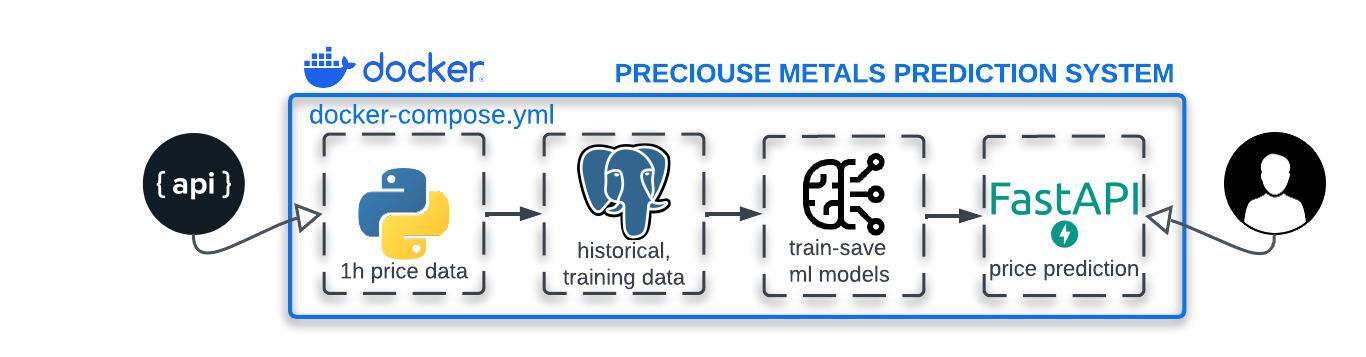 docker
PRECIOUSE METALS PREDICTION SYSTEM
docker-compose.yml
{ api }
1h price data
historical,
training data
train-save
ml models
FastAPI
price prediction